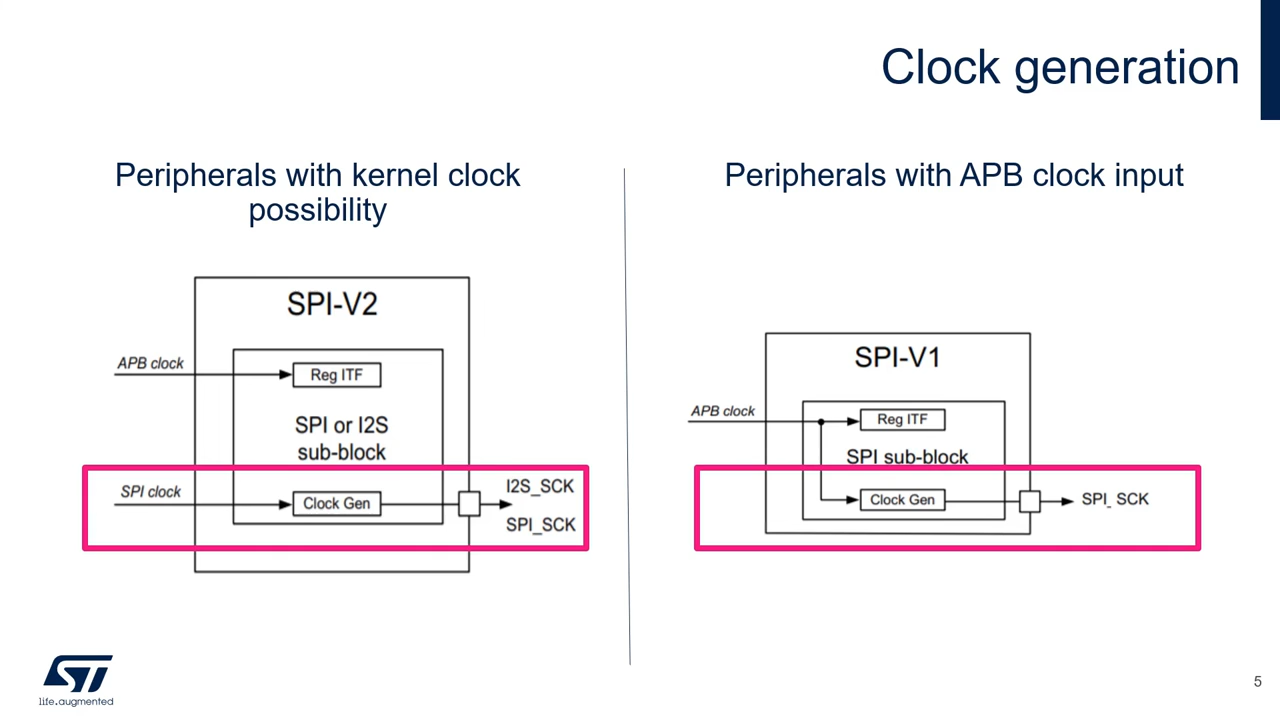 Clock generation
Peripherals with kernel clock
possibility
SPI-V2
APB clock
Reg ITF
SPI or I2S
sub-block
SPI clock
Clock Gen
I2S_SCK
SPI_SCK
Peripherals with APB clock input
SPI-V1
APB clock
Reg ITF
SPI sub-block
Clock Gen
SPI_SCK
ST
life.augmented
5